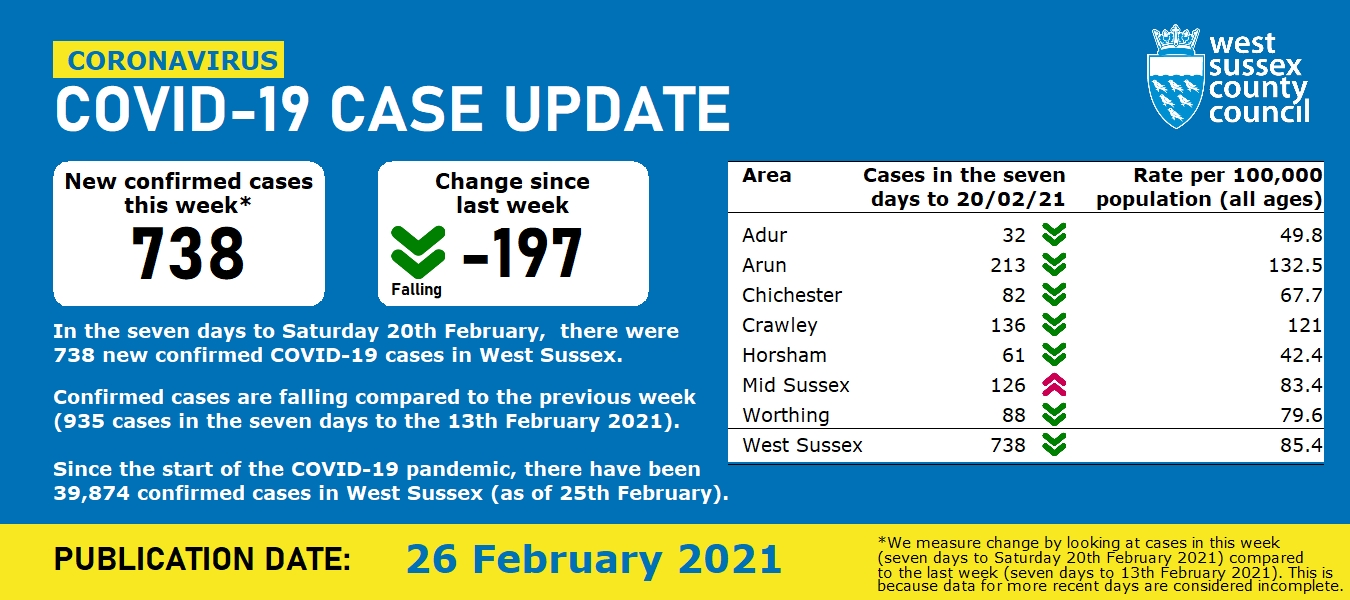 CORONAVIRUS
COVID-19 CASE UPDATE
west
sussex
county
council
New confirmed cases
this week*
738
Change since
last week
-197
Falling
In the seven days to Saturday 20th February,  there were
738 new confirmed COVID-19 cases in West Sussex.
Confirmed cases are falling compared to the previous week
(935 cases in the seven days to the 13th February 2021).
Since the start of the COVID-19 pandemic, there have been
39,874 confirmed cases in West Sussex (as of 25th February).
Area Cases in the seven Rate per 100,000
days to 20/02/21 population (all ages)
Adur 32 49.8
Arun 213 132.5
Chichester 82 67.7
Crawley 136 121
Horsham 61 42.4
Mid Sussex 126 83.4
Worthing 88 79.6
West Sussex 738 85.4
PUBLICATION DATE: 26 February 2021
*We measure change by looking at cases in this week
(seven days to Saturday 20th February 2021) compared
to the last week (seven days to 13th February 2021). This is
because data for more recent days are considered incomplete.